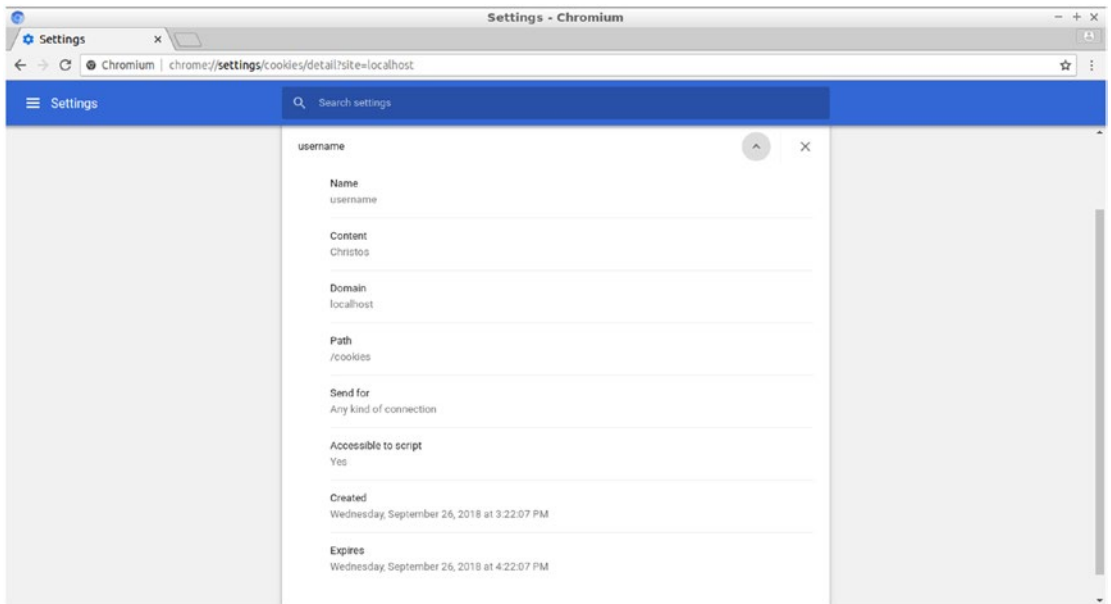 Settings - Chromium
Settings
Chromium | chrome://settings/cookies/detail?site=localhost
Settings
Search settings
username
Name
username
Content
Christos
Domain
localhost
Path
/cookies
Send for
Any kind of connection
Accessible to script
Yes
Created
Wednesday, September 26, 2018 at 3:22:07 PM
Expires
Wednesday, September 26, 2018 at 4:22:07 PM